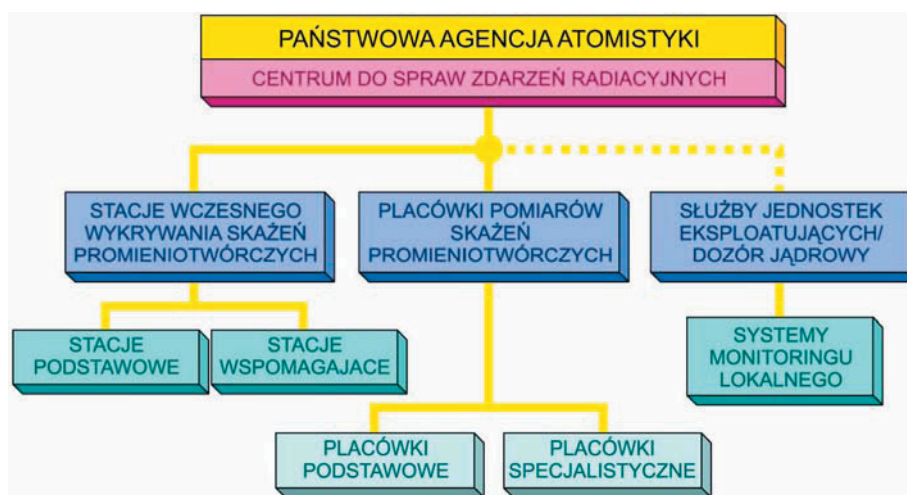 PAŃSTWOWA AGENCJA ATOMISTYKI
CENTRUM DO SPRAW ZDARZEŃ RADIACYJNYCH
STACJE WCZESNEGO
WYKRYWANIA SKAŻEŃ
PROMIENIOTWÓRCZYCH
PLACÓWKI POMIARÓW
SKAŻEŃ
PROMIENIOTWÓRCZYCH
SŁUŻBY JEDNOSTEK
EKSPLOATUJĄCYCH/
DOZÓR JĄDROWY
STACJE
PODSTAWOWE
STACJE
WSPOMAGAJACE
SYSTEMY
MONITORINGU
LOKALNEGO
PLACÓWKI
PODSTAWOWE
PLACÓWKI
SPECJALISTYCZNE